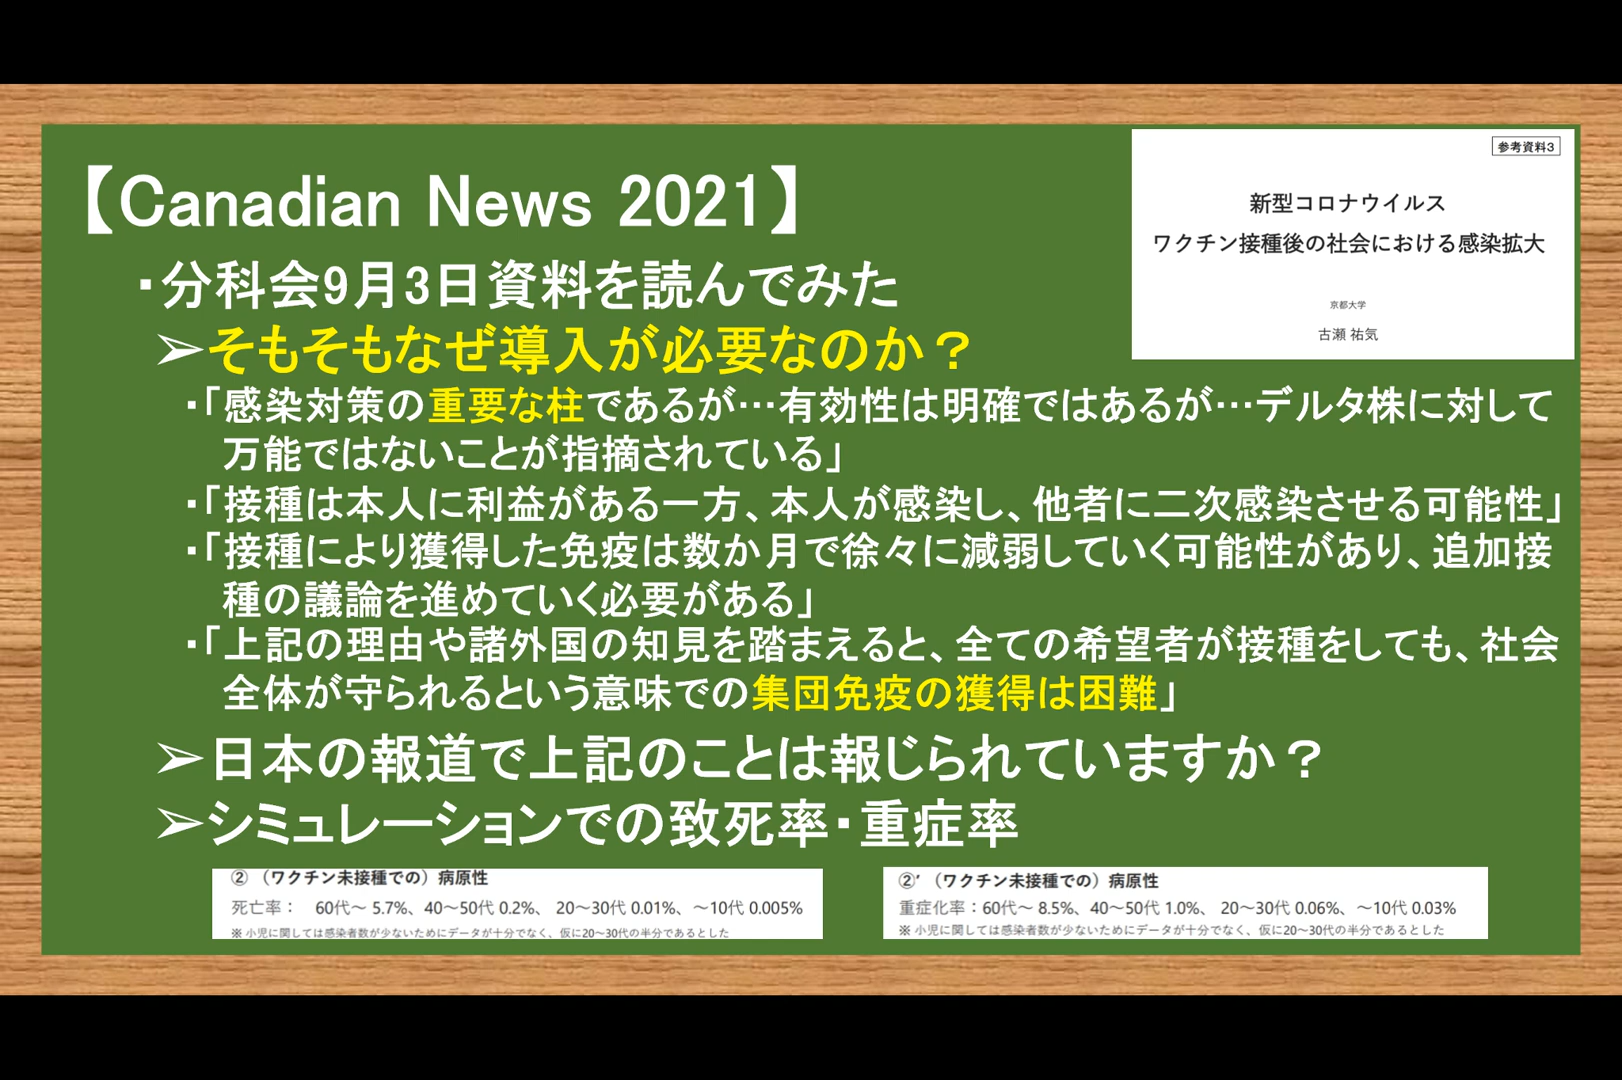 【Canadian News 2021】
・分科会9月3日資料を読んでみた
➢そもそもなぜ導入が必要なのか？
・「感染対策の重要な柱であるが…有効性は明確ではあるが…デルタ株に対して
万能ではないことが指摘されている」
・「接種は本人に利益がある一方、本人が感染し、他者に二次感染させる可能性」
・「接種により獲得した免疫は数か月で徐々に減弱していく可能性があり、追加接
種の議論を進めていく必要がある」
・「上記の理由や諸外国の知見を踏まえると、全ての希望者が接種をしても、社会
全体が守られるという意味での集団免疫の獲得は困難」
➢日本の報道で上記のことは報じられていますか？
➢シミュレーションでの致死率・重症率
参考資料3
新型コロナウイルス
ワクチン接種後の社会における感染拡大
京都大学
古瀬 祐気
② （ワクチン未接種での）病原性
死亡率： 60代～ 5.7%、40～50代 0.2%、 20～30代 0.01%、～10代 0.005%
※ 小児に関しては感染者数が少ないためにデータが十分でなく、仮に20～30代の半分であるとした
②’ （ワクチン未接種での）病原性
重症化率：60代～ 8.5%、40～50代 1.0%、 20～30代 0.06%、～10代 0.03%
※ 小児に関しては感染者数が少ないためにデータが十分でなく、仮に20～30代の半分であるとした